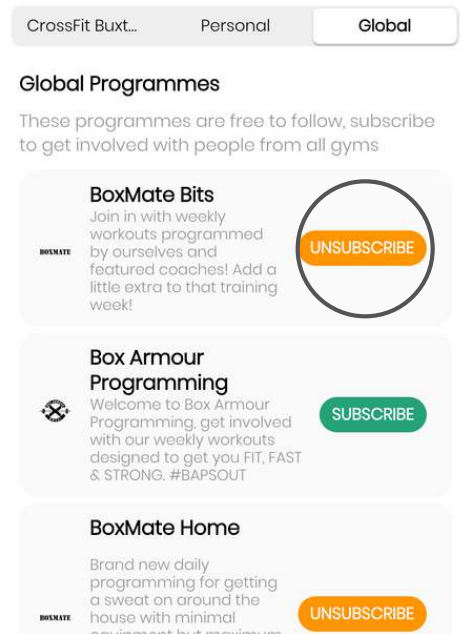 CrossFit Buxt...
Personal
Global
Global Programmes
These programmes are free to follow, subscribe
to get involved with people from all gyms
BoxMate Bits
Join in with weekly
workouts programmed
by ourselves and
featured coaches! Add a
little extra to that training
week!
BOXMATE
UNSUBSCRIBE
Box Armour
Programming
Welcome to Box Armour
Programming, get involved
with our weekly workouts
designed to get you FIT, FAST
& STRONG. #BAPSOUT
SUBSCRIBE
BoxMate Home
Brand new daily
programming for getting
a sweat on around the
house with minimal
equipment but maximum
BOXMATE
UNSUBSCRIBE